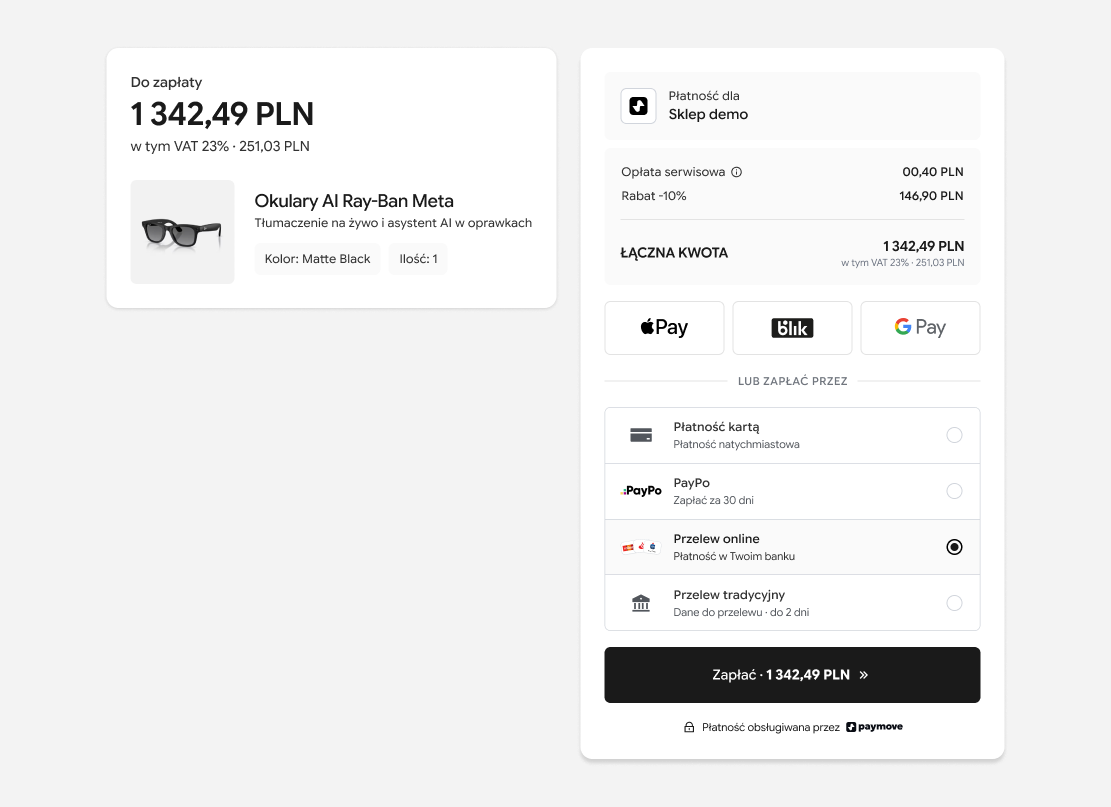 Do zapłaty
1 342,49 PLN
w tym VAT 23% · 251,03 PLN
Okulary AI Ray-Ban Meta
Tłumaczenie na żywo i asystent AI w oprawkach
Kolor: Matte Black
Ilość: 1
Płatność dla
Sklep demo
Opłata serwisowa 00,40 PLN
Rabat -10% 146,90 PLN
ŁĄCZNA KWOTA 1 342,49 PLN
w tym VAT 23% · 251,03 PLN
Pay
blik
G Pay
LUB ZAPŁAĆ PRZEZ
Płatność kartą
Płatność natychmiastowa
PayPo
PayPo
Zapłać za 30 dni
Przelew online
Płatność w Twoim banku
Przelew tradycyjny
Dane do przelewu · do 2 dni
Zapłać · 1 342,49 PLN »
Płatność obsługiwana przez paymove